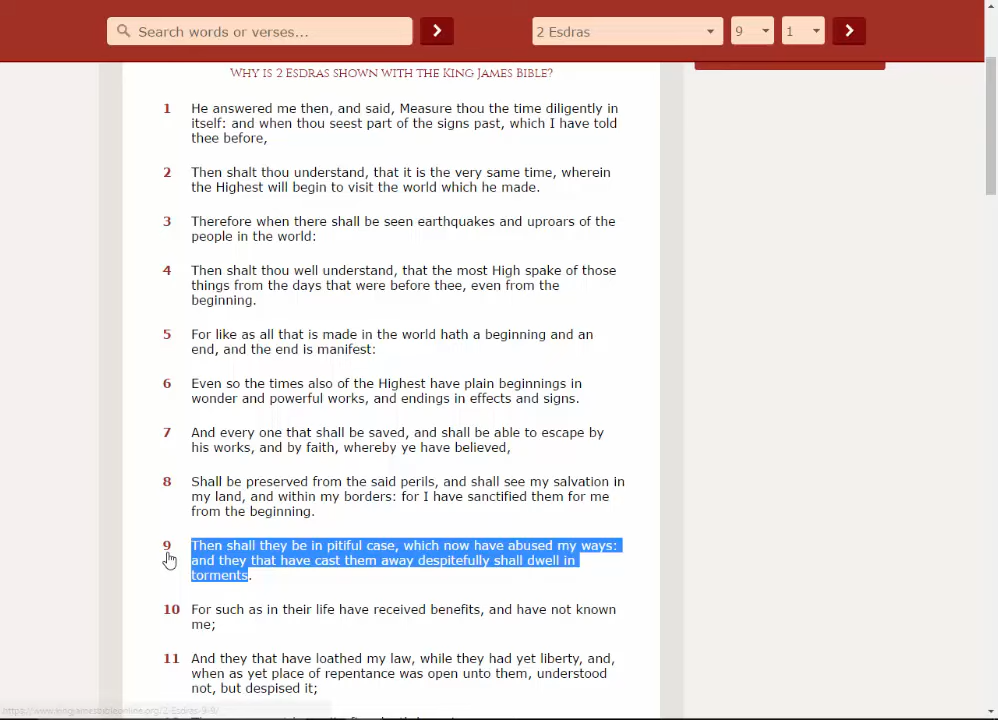 Search words or verses...
2 Esdras
9
1
Why is 2 Esdras shown with the King James Bible?
1 He answered me then, and said, Measure thou the time diligently in
itself: and when thou seest part of the signs past, which I have told
thee before,
2 Then shalt thou understand, that it is the very same time, wherein
the Highest will begin to visit the world which he made.
3 Therefore when there shall be seen earthquakes and uproars of the
people in the world:
4 Then shalt thou well understand, that the most High spake of those
things from the days that were before thee, even from the
beginning.
5 For like as all that is made in the world hath a beginning and an
end, and the end is manifest:
6 Even so the times also of the Highest have plain beginnings in
wonder and powerful works, and endings in effects and signs.
7 And every one that shall be saved, and shall be able to escape by
his works, and by faith, whereby ye have believed,
8 Shall be preserved from the said perils, and shall see my salvation in
my land, and within my borders: for I have sanctified them for me
from the beginning.
9 Then shall they be in pitiful case, which now have abused my ways:
and they that have cast them away despitefully shall dwell in
torments.
10 For such as in their life have received benefits, and have not known
me;
11 And they that have loathed my law, while they had yet liberty, and,
when as yet place of repentance was open unto them, understood
not, but despised it;
https://www.kingjamesbibleonline.org/2-Esdras-9-9/